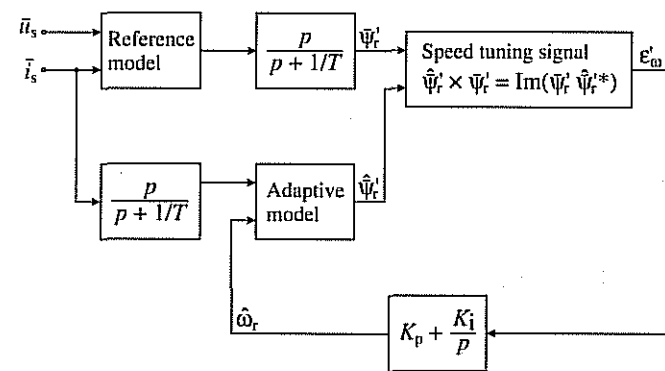 ū_s
ī_s
Reference
model
p
p + 1/T
ψ̄'_r
Speed tuning signal
ψ̄̂'_r × ψ̄'_r = Im(ψ̄'_r ψ̄̂'_r*)
ε'_ω
p
p + 1/T
Adaptive
model
ψ̄̂'_r
ω̂_r
K_p + K_i/p